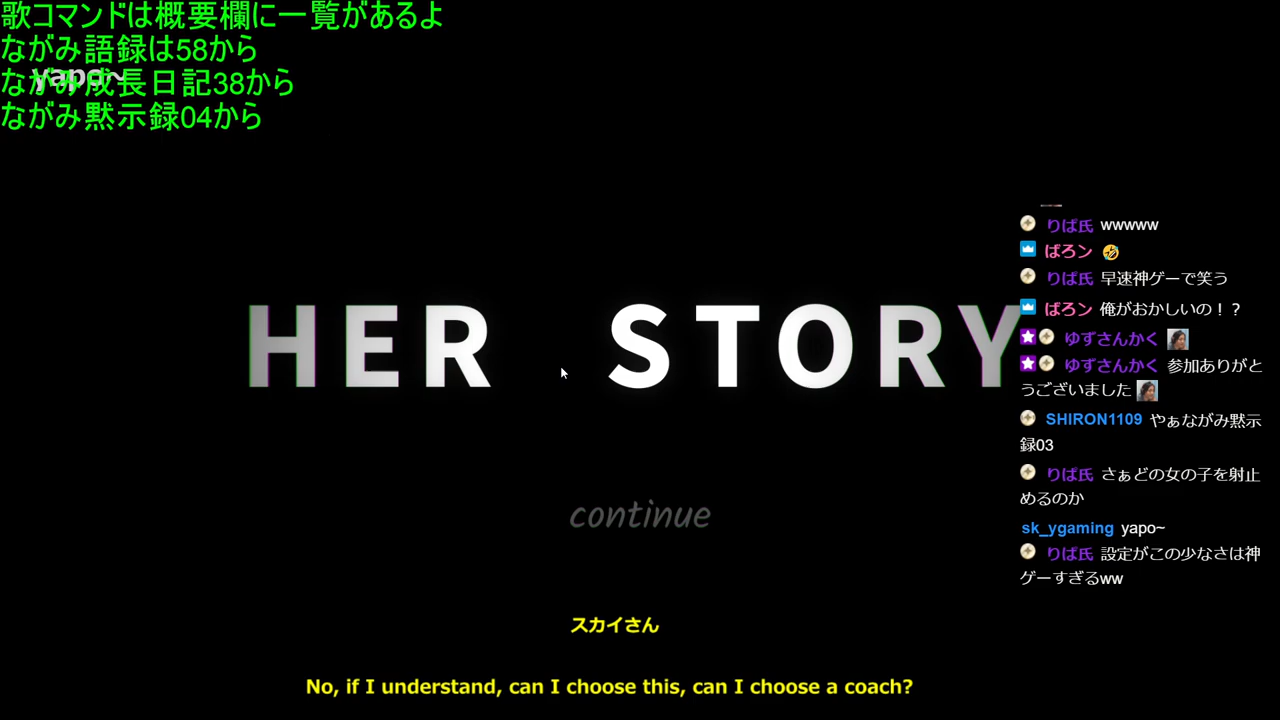 歌コマンドは概要欄に一覧があるよ
ながみ語録は58から
yapo~
ながみ成長日記38から
ながみ黙示録04から
りぱ氏 wwwww
ばろン 🤣
りぱ氏 早速神ゲーで笑う
HER STORY
ばろン 俺がおかしいの！？
ゆずさんかく
ゆずさんかく 参加ありがと
うございました
SHIRON1109 やぁながみ黙示
録03
りぱ氏 さぁどの女の子を射止
めるのか
continue
sk_ygaming yapo~
りぱ氏 設定がこの少なさは神
ゲーすぎるww
スカイさん
No, if I understand, can I choose this, can I choose a coach?